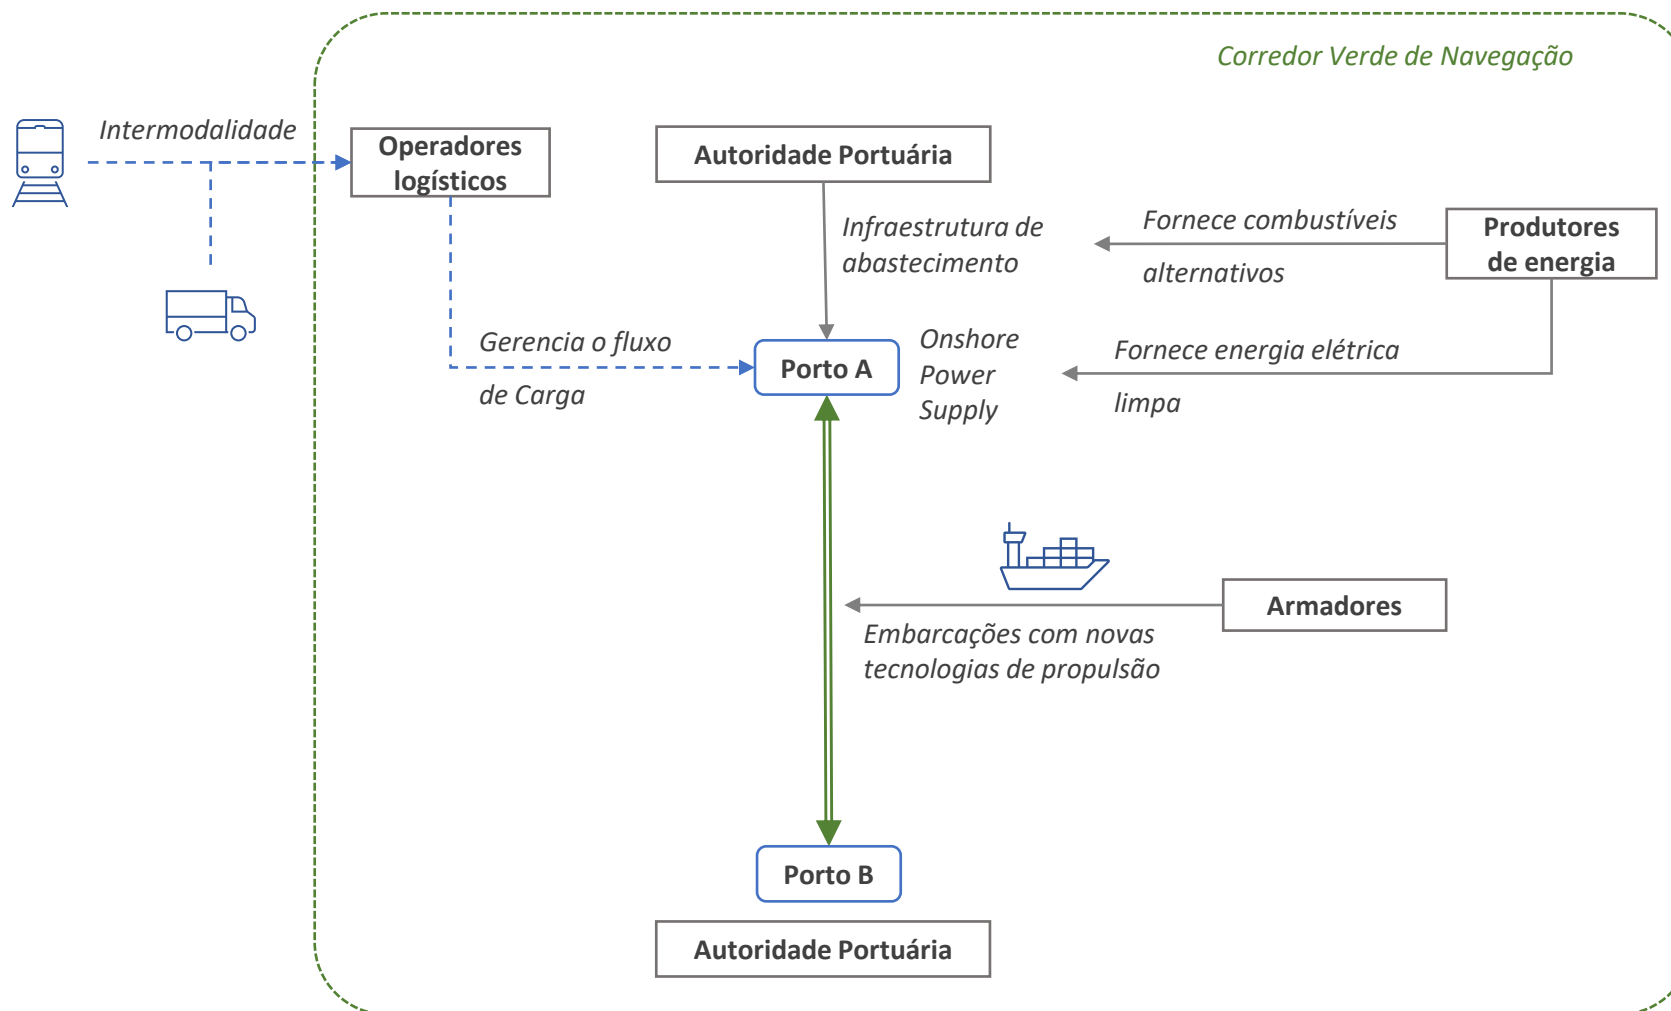 Corredor Verde de Navegação
Intermodalidade
Operadores
logísticos
Autoridade Portuária
Infraestrutura de
abastecimento
Fornece combustíveis
alternativos
Produtores
de energia
Gerencia o fluxo
de Carga
Porto A
Onshore
Power
Supply
Fornece energia elétrica
limpa
Armadores
Embarcações com novas
tecnologias de propulsão
Porto B
Autoridade Portuária